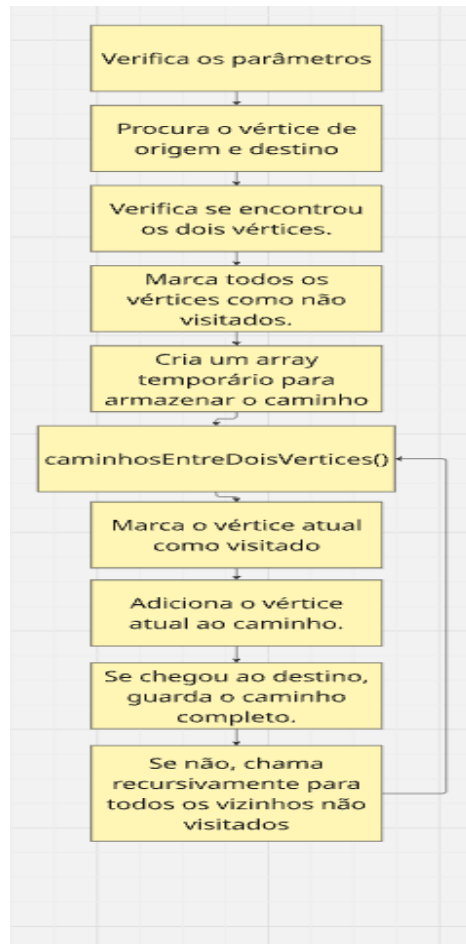 Verifica os parâmetros
Procura o vértice de
origem e destino
Verifica se encontrou
os dois vértices.
Marca todos os
vértices como não
visitados.
Cria um array
temporário para
armazenar o caminho
caminhosEntreDoisVertices()
Marca o vértice atual
como visitado
Adiciona o vértice
atual ao caminho.
Se chegou ao destino,
guarda o caminho
completo.
Se não, chama
recursivamente para
todos os vizinhos não
visitados